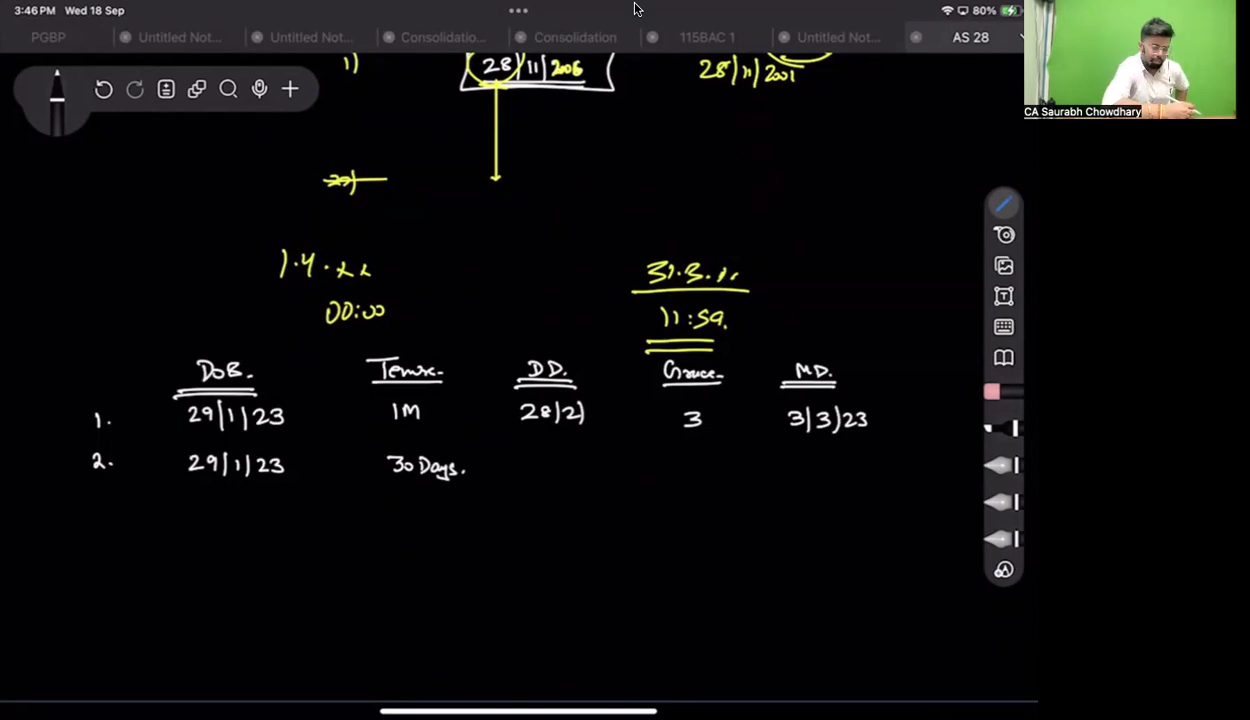 3:46 PM Wed 18 Sep
80%
PGBP Untitled Not... Untitled Not... Consolidatio... Consolidation 115BAC 1 Untitled Not... AS 28
1) 28/11/2006 28/11/2001
CA Saurabh Chowdhary
1.4.22
31.3.
00:00
11:59.
DOB. Tenure. DD. Grace. MD.
1. 29/1/23 1M 28/2) 3 3/3/23
2. 29/1/23 30 Days.